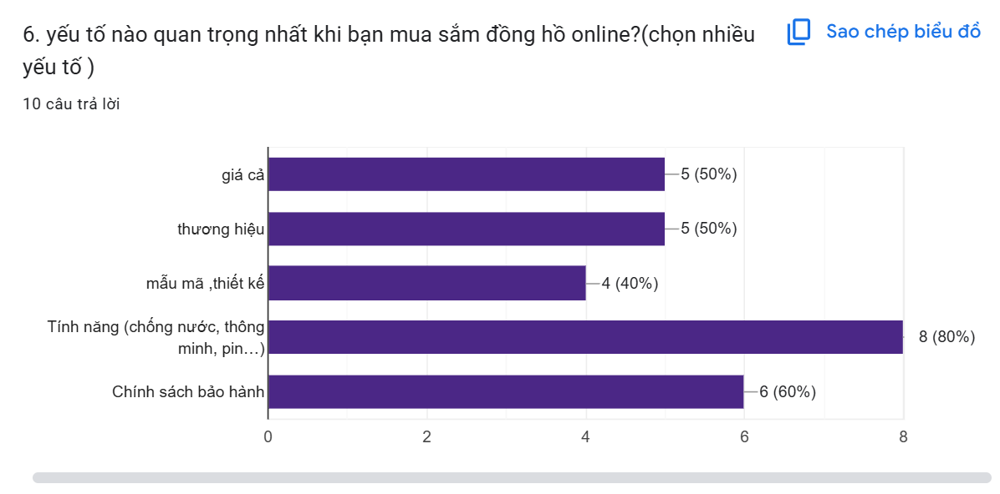 6. yếu tố nào quan trọng nhất khi bạn mua sắm đồng hồ online?(chọn nhiều
yếu tố )
Sao chép biểu đồ
10 câu trả lời
giá cả
5 (50%)
thương hiệu
5 (50%)
mẫu mã ,thiết kế
4 (40%)
Tính năng (chống nước, thông
minh, pin…)
8 (80%)
Chính sách bảo hành
6 (60%)
0 2 4 6 8